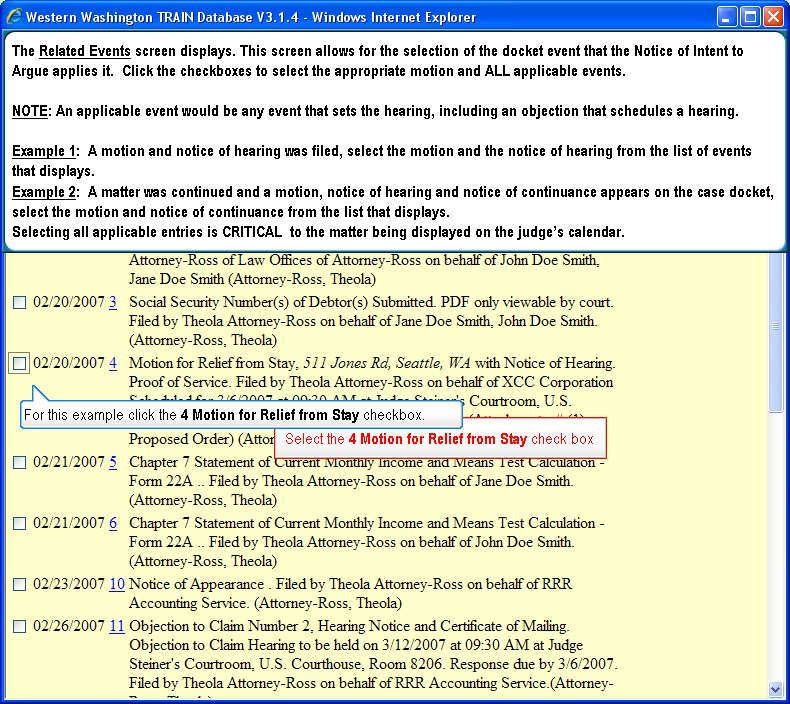 Western Washington TRAIN Database V3.1.4 - Windows Internet Explorer
The Related Events screen displays. This screen allows for the selection of the docket event that the Notice of Intent to
Argue applies it.  Click the checkboxes to select the appropriate motion and ALL applicable events.
NOTE: An applicable event would be any event that sets the hearing, including an objection that schedules a hearing.
Example 1:  A motion and notice of hearing was filed, select the motion and the notice of hearing from the list of events
that displays.
Example 2:  A matter was continued and a motion, notice of hearing and notice of continuance appears on the case docket,
select the motion and notice of continuance from the list that displays.
Selecting all applicable entries is CRITICAL  to the matter being displayed on the judge's calendar.
Attorney-Ross of Law Offices of Attorney-Ross on behalf of John Doe Smith,
Jane Doe Smith (Attorney-Ross, Theola)
02/20/2007 3 Social Security Number(s) of Debtor(s) Submitted. PDF only viewable by court.
Filed by Theola Attorney-Ross on behalf of Jane Doe Smith, John Doe Smith.
(Attorney-Ross, Theola)
02/20/2007 4 Motion for Relief from Stay, 511 Jones Rd, Seattle, WA with Notice of Hearing.
Proof of Service. Filed by Theola Attorney-Ross on behalf of XCC Corporation
Scheduled for 3/6/2007 at 09:30 AM at Judge Steiner's Courtroom, U.S.
For this example click the 4 Motion for Relief from Stay checkbox.
Proposed Order) (Attor
Select the 4 Motion for Relief from Stay check box
02/21/2007 5 Chapter 7 Statement of Current Monthly Income and Means Test Calculation -
Form 22A .. Filed by Theola Attorney-Ross on behalf of Jane Doe Smith.
(Attorney-Ross, Theola)
02/21/2007 6 Chapter 7 Statement of Current Monthly Income and Means Test Calculation -
Form 22A .. Filed by Theola Attorney-Ross on behalf of John Doe Smith.
(Attorney-Ross, Theola)
02/23/2007 10 Notice of Appearance . Filed by Theola Attorney-Ross on behalf of RRR
Accounting Service. (Attorney-Ross, Theola)
02/26/2007 11 Objection to Claim Number 2, Hearing Notice and Certificate of Mailing.
Objection to Claim Hearing to be held on 3/12/2007 at 09:30 AM at Judge
Steiner's Courtroom, U.S. Courthouse, Room 8206. Response due by 3/6/2007.
Filed by Theola Attorney-Ross on behalf of RRR Accounting Service.(Attorney-